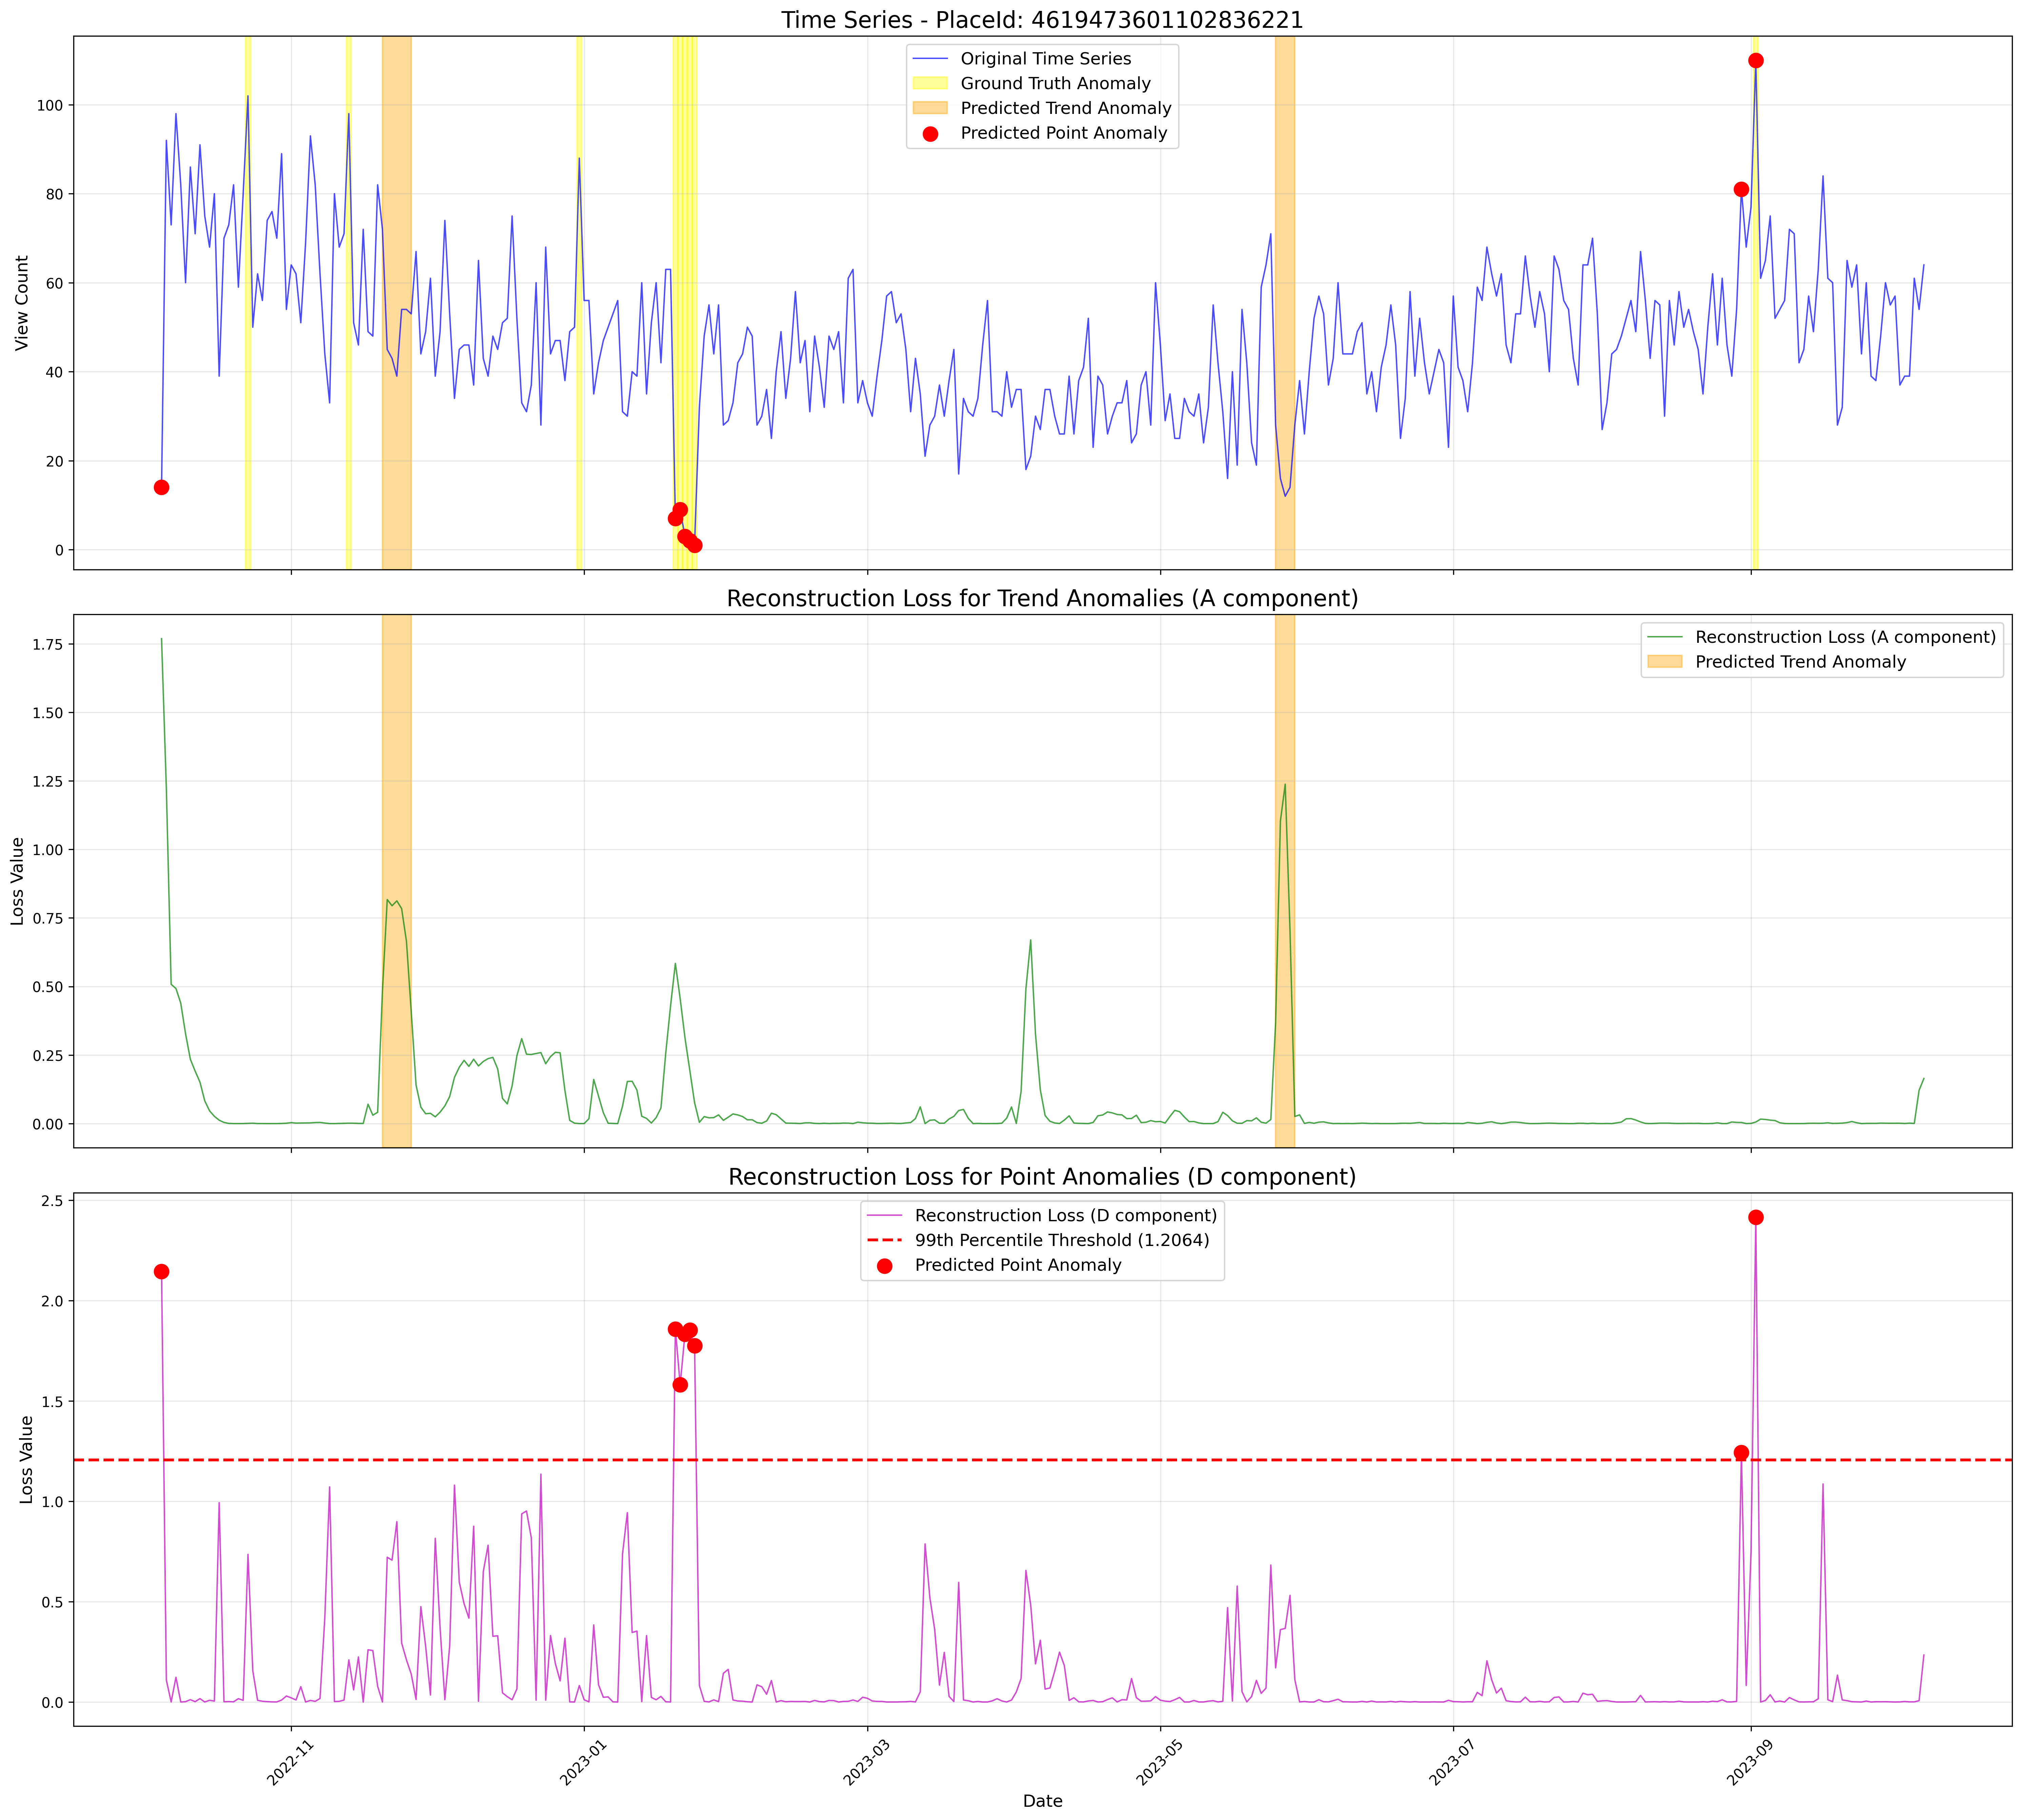 Time Series - PlaceId: 4619473601102836221
Original Time Series
Ground Truth Anomaly
Predicted Trend Anomaly
Predicted Point Anomaly
View Count
100
80
60
40
20
0
Reconstruction Loss for Trend Anomalies (A component)
Reconstruction Loss (A component)
Predicted Trend Anomaly
Loss Value
1.75
1.50
1.25
1.00
0.75
0.50
0.25
0.00
Reconstruction Loss for Point Anomalies (D component)
Reconstruction Loss (D component)
99th Percentile Threshold (1.2064)
Predicted Point Anomaly
Loss Value
2.5
2.0
1.5
1.0
0.5
0.0
2022-11
2023-01
2023-03
2023-05
2023-07
2023-09
Date